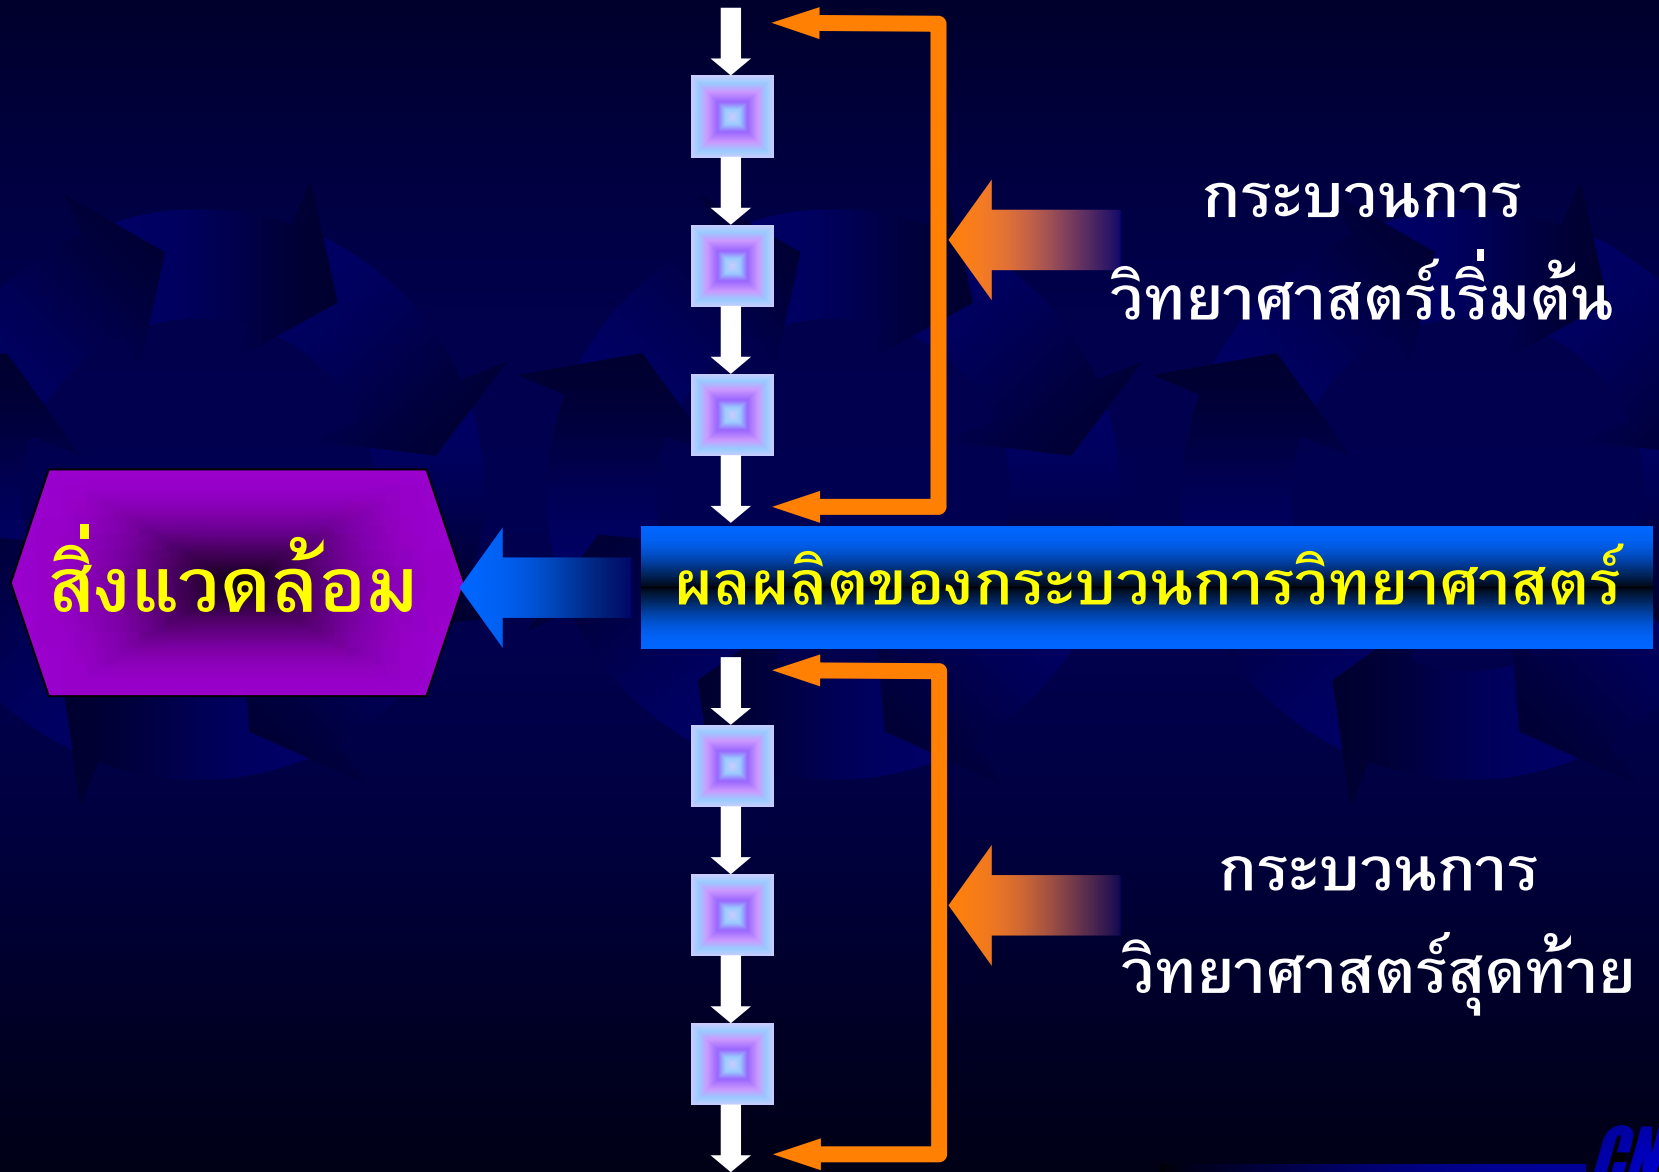 กระบวนการ
วิทยาศาสตร์เริ่มต้น
สิ่งแวดล้อม
ผลผลิตของกระบวนการวิทยาศาสตร์
กระบวนการ
วิทยาศาสตร์สุดท้าย